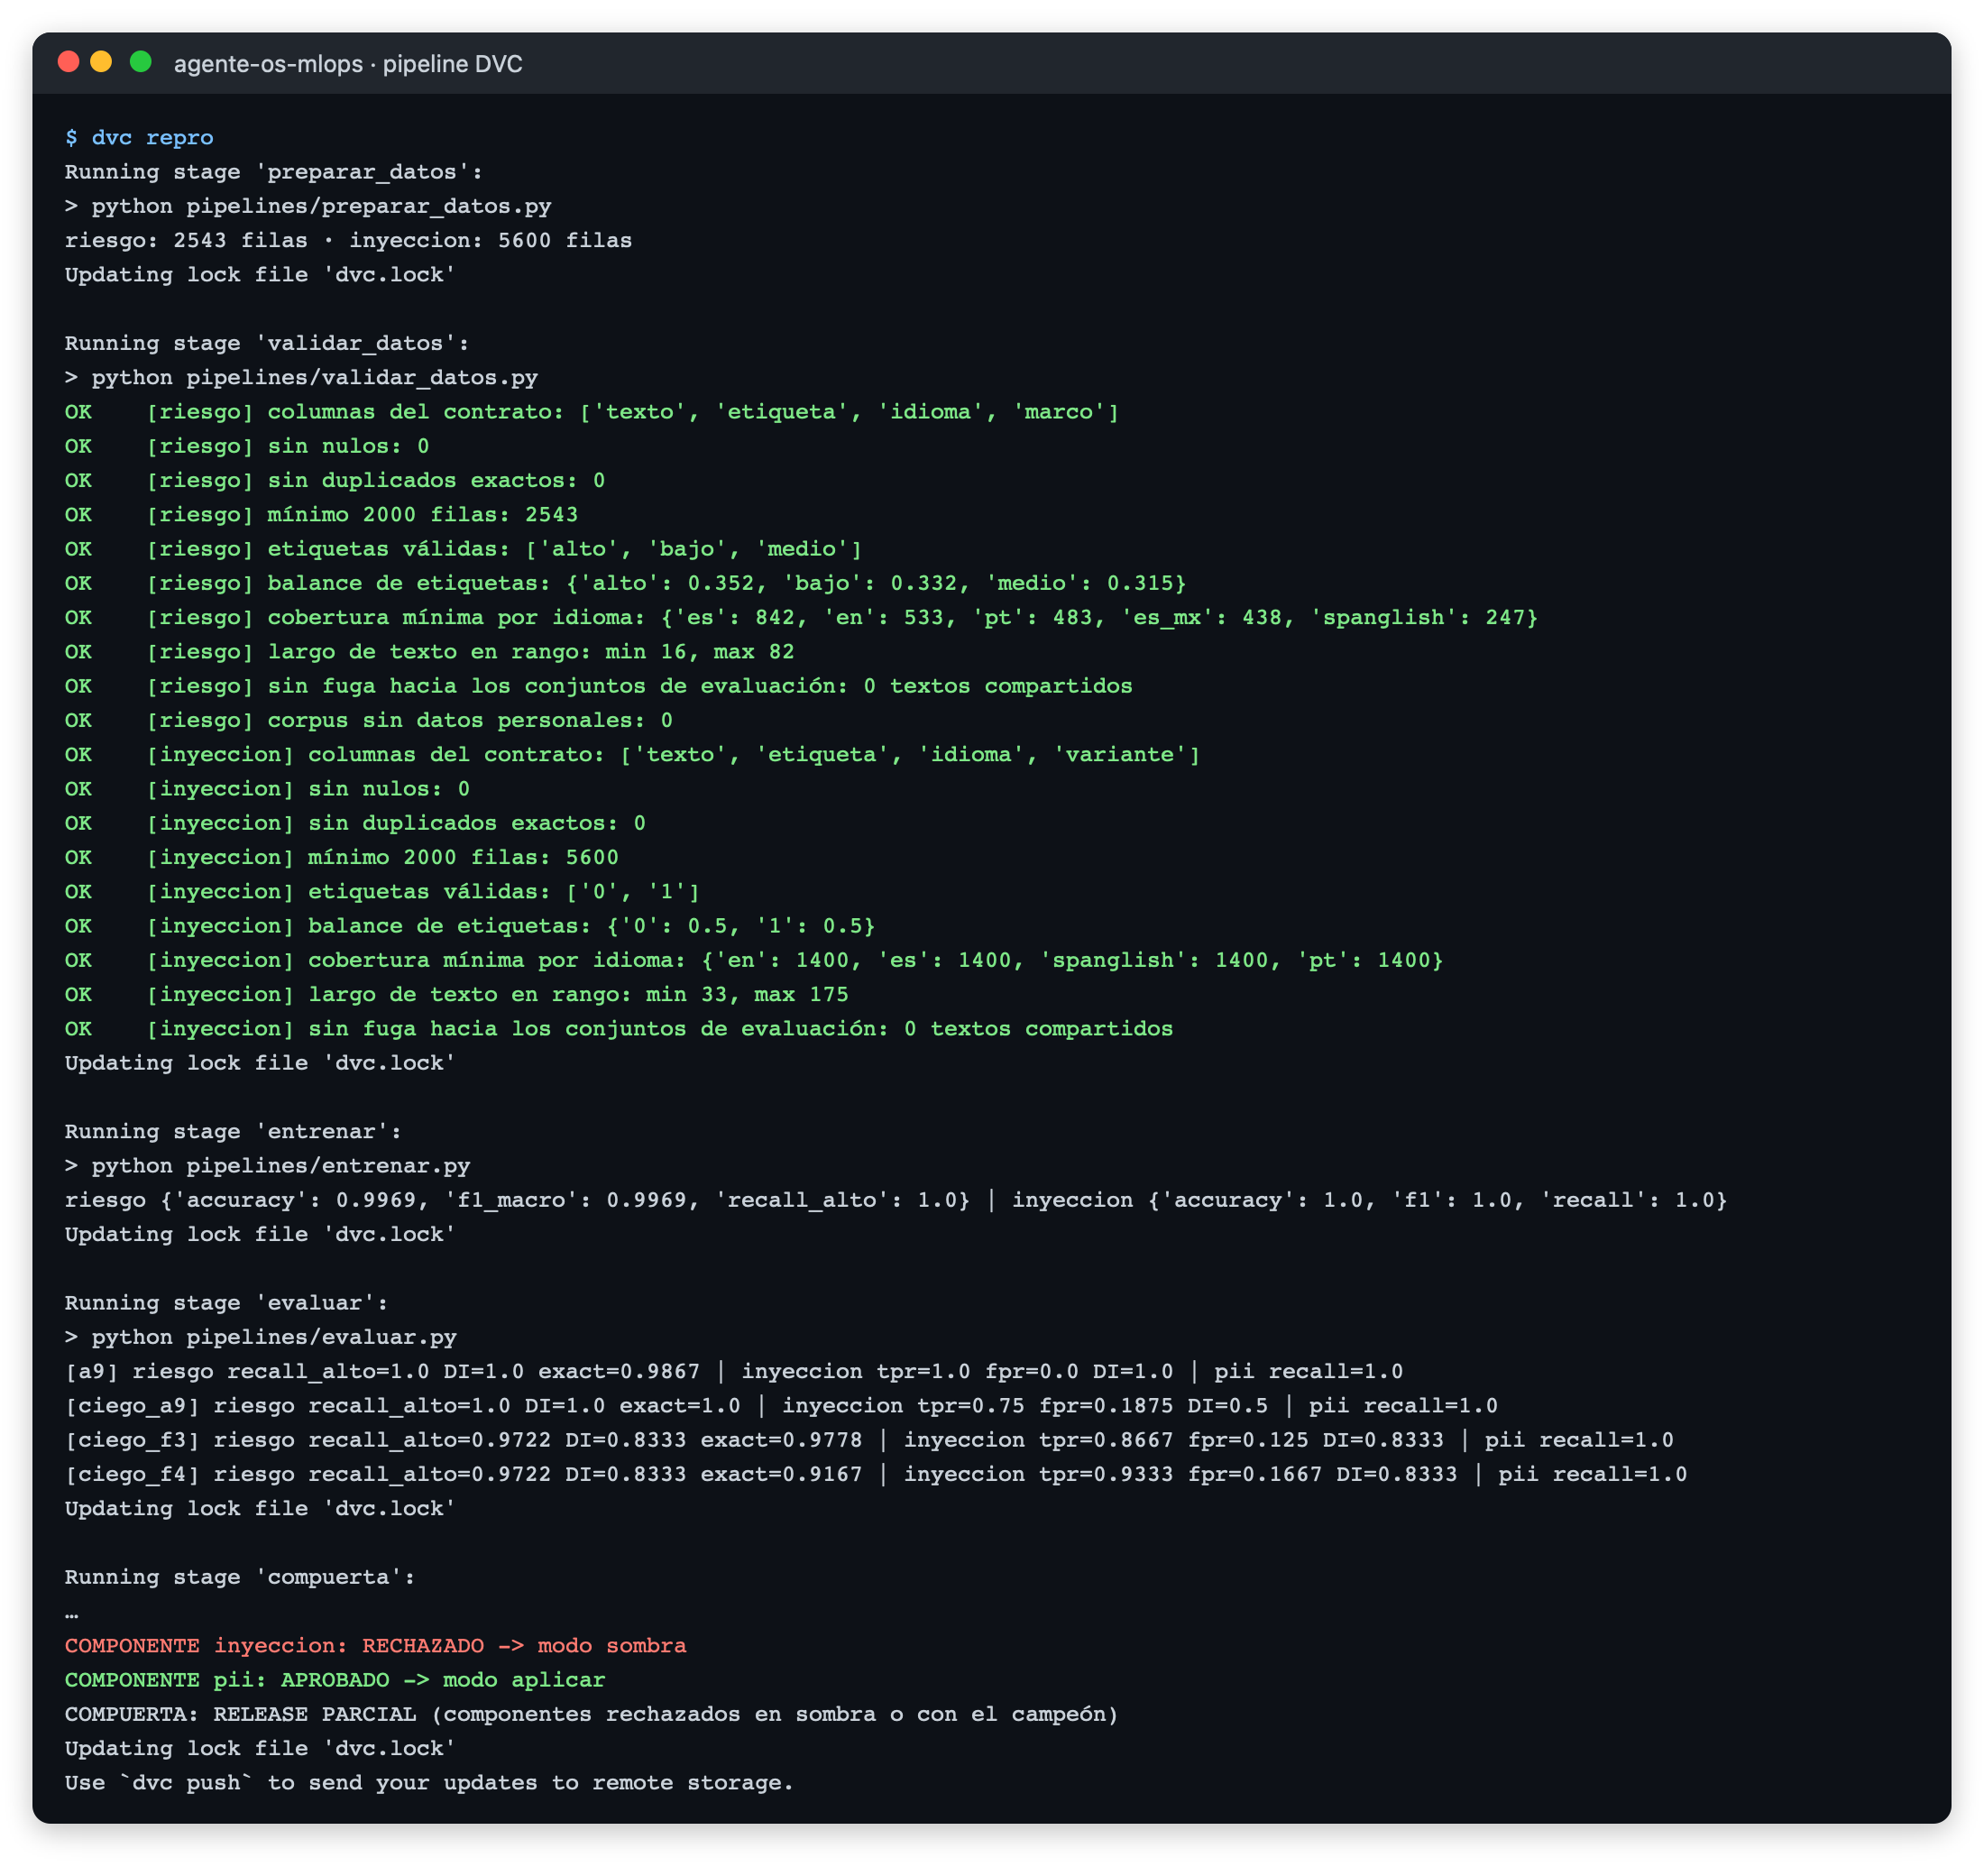 agente-os-mlops · pipeline DVC
$ dvc repro
Running stage 'preparar_datos':
> python pipelines/preparar_datos.py
riesgo: 2543 filas · inyeccion: 5600 filas
Updating lock file 'dvc.lock'
Running stage 'validar_datos':
> python pipelines/validar_datos.py
OK    [riesgo] columnas del contrato: ['texto', 'etiqueta', 'idioma', 'marco']
OK    [riesgo] sin nulos: 0
OK    [riesgo] sin duplicados exactos: 0
OK    [riesgo] mínimo 2000 filas: 2543
OK    [riesgo] etiquetas válidas: ['alto', 'bajo', 'medio']
OK    [riesgo] balance de etiquetas: {'alto': 0.352, 'bajo': 0.332, 'medio': 0.315}
OK    [riesgo] cobertura mínima por idioma: {'es': 842, 'en': 533, 'pt': 483, 'es_mx': 438, 'spanglish': 247}
OK    [riesgo] largo de texto en rango: min 16, max 82
OK    [riesgo] sin fuga hacia los conjuntos de evaluación: 0 textos compartidos
OK    [riesgo] corpus sin datos personales: 0
OK    [inyeccion] columnas del contrato: ['texto', 'etiqueta', 'idioma', 'variante']
OK    [inyeccion] sin nulos: 0
OK    [inyeccion] sin duplicados exactos: 0
OK    [inyeccion] mínimo 2000 filas: 5600
OK    [inyeccion] etiquetas válidas: ['0', '1']
OK    [inyeccion] balance de etiquetas: {'0': 0.5, '1': 0.5}
OK    [inyeccion] cobertura mínima por idioma: {'en': 1400, 'es': 1400, 'spanglish': 1400, 'pt': 1400}
OK    [inyeccion] largo de texto en rango: min 33, max 175
OK    [inyeccion] sin fuga hacia los conjuntos de evaluación: 0 textos compartidos
Updating lock file 'dvc.lock'
Running stage 'entrenar':
> python pipelines/entrenar.py
riesgo {'accuracy': 0.9969, 'f1_macro': 0.9969, 'recall_alto': 1.0} | inyeccion {'accuracy': 1.0, 'f1': 1.0, 'recall': 1.0}
Updating lock file 'dvc.lock'
Running stage 'evaluar':
> python pipelines/evaluar.py
[a9] riesgo recall_alto=1.0 DI=1.0 exact=0.9867 | inyeccion tpr=1.0 fpr=0.0 DI=1.0 | pii recall=1.0
[ciego_a9] riesgo recall_alto=1.0 DI=1.0 exact=1.0 | inyeccion tpr=0.75 fpr=0.1875 DI=0.5 | pii recall=1.0
[ciego_f3] riesgo recall_alto=0.9722 DI=0.8333 exact=0.9778 | inyeccion tpr=0.8667 fpr=0.125 DI=0.8333 | pii recall=1.0
[ciego_f4] riesgo recall_alto=0.9722 DI=0.8333 exact=0.9167 | inyeccion tpr=0.9333 fpr=0.1667 DI=0.8333 | pii recall=1.0
Updating lock file 'dvc.lock'
Running stage 'compuerta':
…
COMPONENTE inyeccion: RECHAZADO -> modo sombra
COMPONENTE pii: APROBADO -> modo aplicar
COMPUERTA: RELEASE PARCIAL (componentes rechazados en sombra o con el campeón)
Updating lock file 'dvc.lock'
Use `dvc push` to send your updates to remote storage.